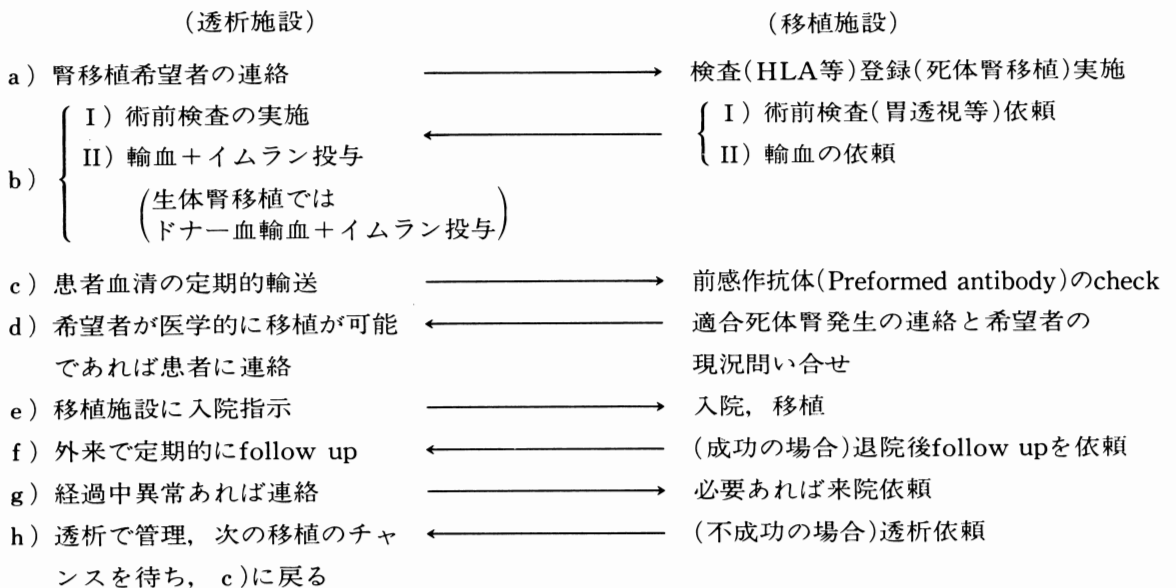 (透析施設) (移植施設)
a) 腎移植希望者の連絡 → 検査(HLA等)登録(死体腎移植)実施
I) 術前検査の実施 ← I) 術前検査(胃透視等)依頼
b) II) 輸血+イムラン投与 II) 輸血の依頼
(生体腎移植では
ドナー血輸血+イムラン投与)
c) 患者血清の定期的輸送 → 前感作抗体(Preformed antibody)のcheck
d) 希望者が医学的に移植が可能 ← 適合死体腎発生の連絡と希望者の
であれば患者に連絡 現況問い合せ
e) 移植施設に入院指示 → 入院, 移植
f) 外来で定期的にfollow up ← (成功の場合)退院後follow upを依頼
g) 経過中異常あれば連絡 → 必要あれば来院依頼
h) 透析で管理, 次の移植のチャ ← (不成功の場合)透析依頼
ンスを待ち, c)に戻る